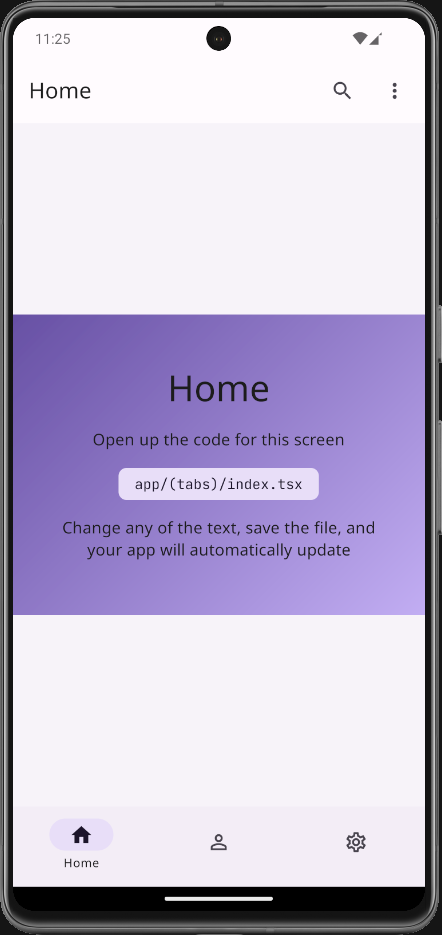 11:25
Home
Home
Open up the code for this screen
app/(tabs)/index.tsx
Change any of the text, save the file, and
your app will automatically update
Home